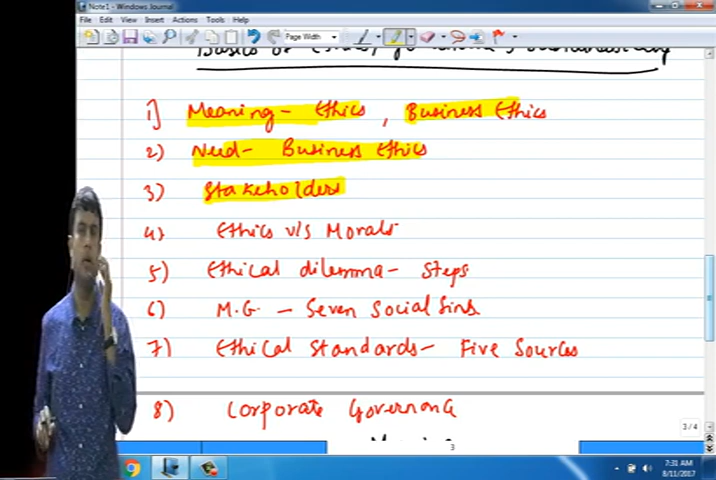 Note1 - Windows Journal
File Edit View Insert Actions Tools Help
Page Width
1) Meaning- Ethics , Business Ethics
2) Need- Business Ethics
3) Stakeholders
4) Ethics v/s Morals
5) Ethical dilemma- Steps
6) M.G. - Seven Social Sins
7) Ethical Standards- Five Sources
8) Corporate Governance
3/4
3
7:31 AM
8/11/2017